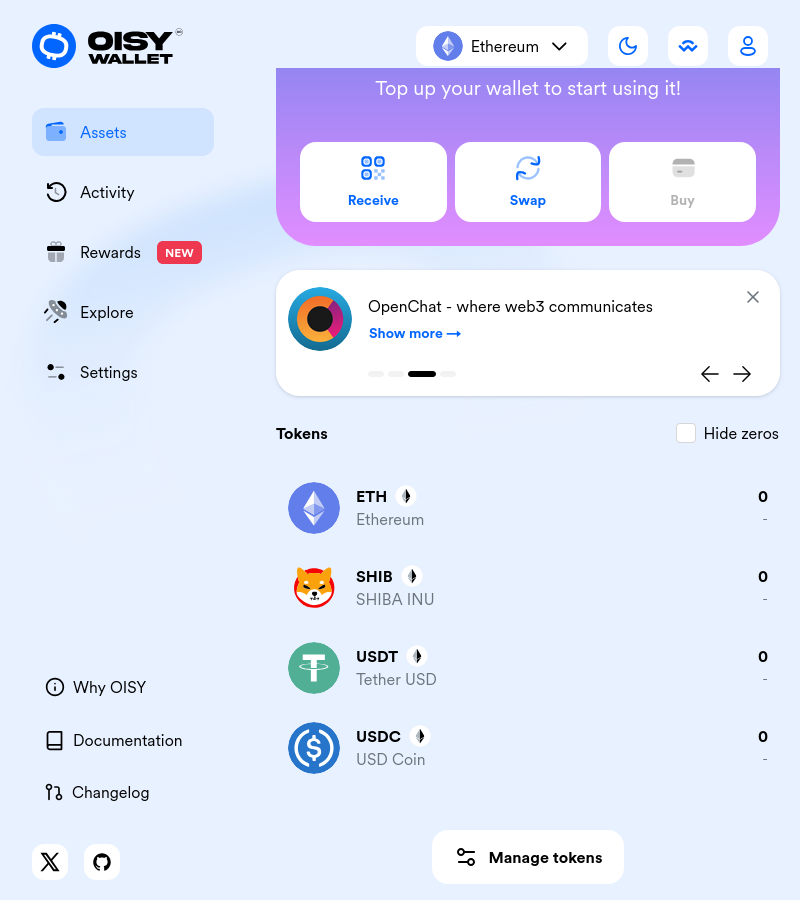 OISY
WALLET
Ethereum
Assets
Activity
Rewards NEW
Explore
Settings
Why OISY
Documentation
Changelog
Top up your wallet to start using it!
Receive
Swap
Buy
OpenChat - where web3 communicates
Show more →
Tokens
Hide zeros
ETH 0
Ethereum -
SHIB 0
SHIBA INU -
USDT 0
Tether USD -
USDC 0
USD Coin -
Manage tokens